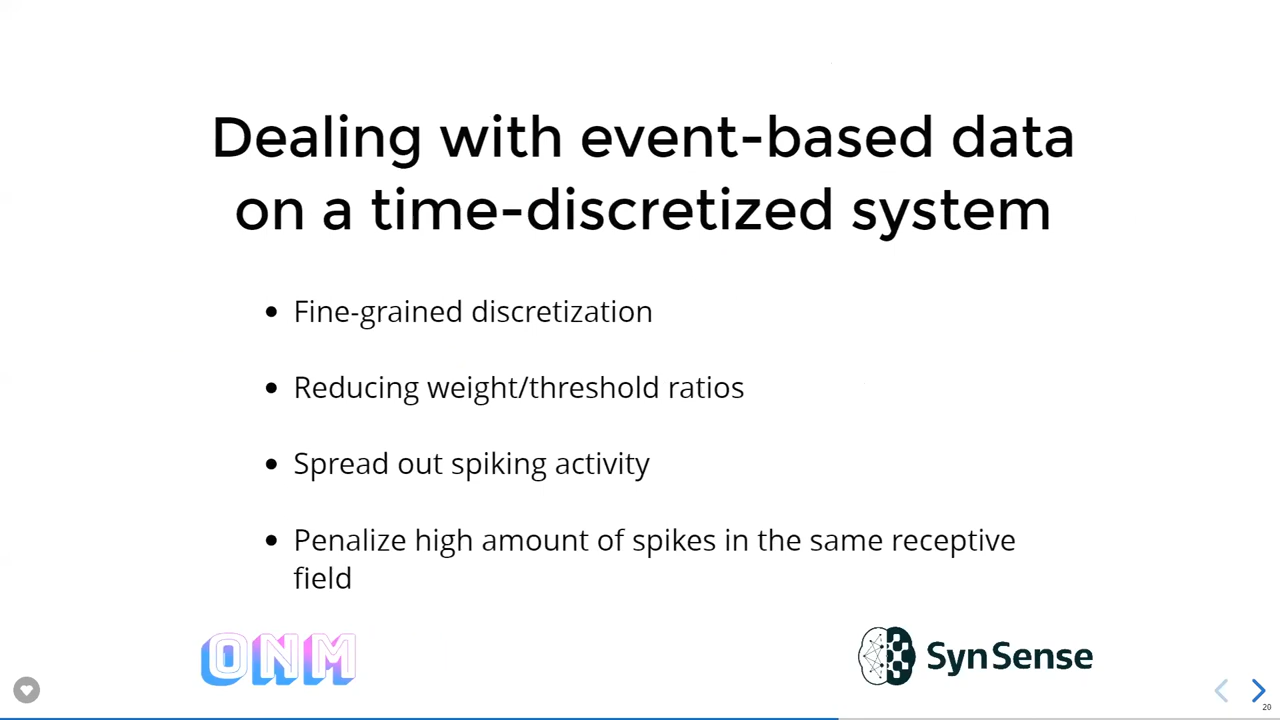 Dealing with event-based data
on a time-discretized system
• Fine-grained discretization
• Reducing weight/threshold ratios
• Spread out spiking activity
• Penalize high amount of spikes in the same receptive
field
ONM
SynSense
20